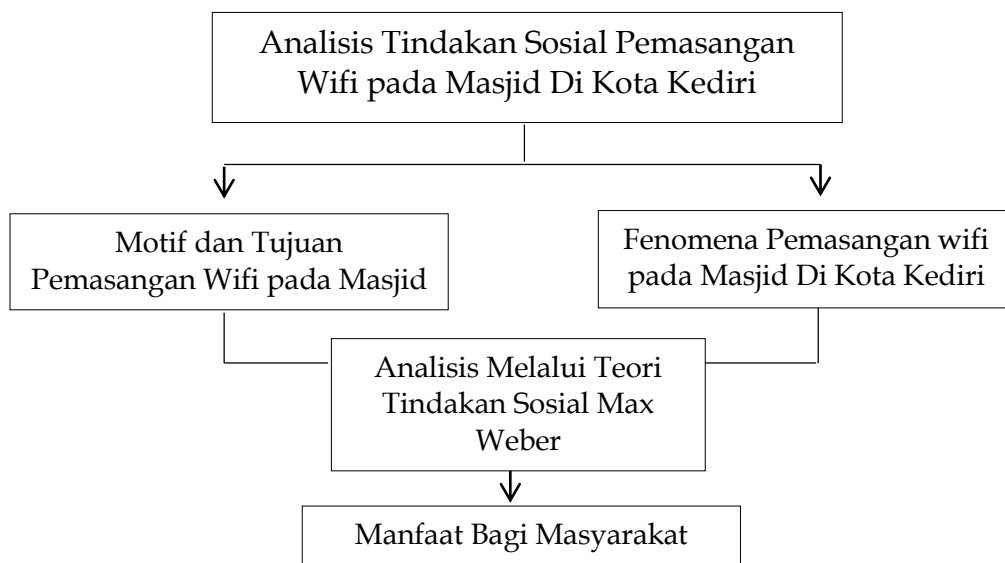 Analisis Tindakan Sosial Pemasangan
Wifi pada Masjid Di Kota Kediri
Motif dan Tujuan
Pemasangan Wifi pada Masjid
Fenomena Pemasangan wifi
pada Masjid Di Kota Kediri
Analisis Melalui Teori
Tindakan Sosial Max
Weber
Manfaat Bagi Masyarakat